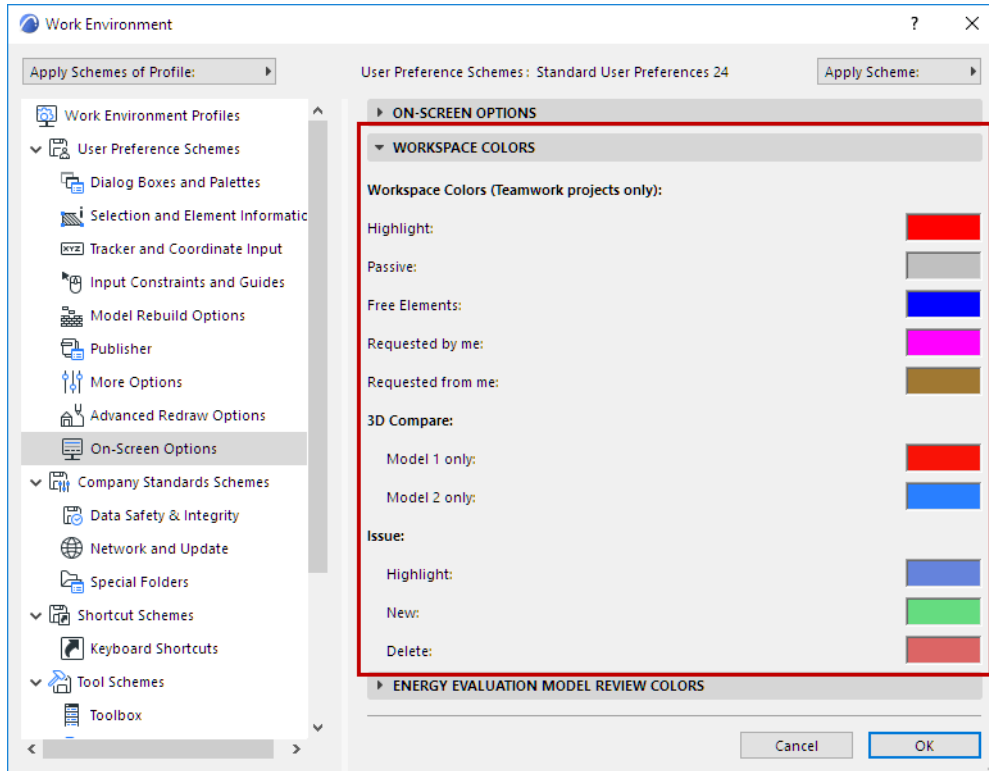 Work Environment
?
Apply Schemes of Profile:
User Preference Schemes: Standard User Preferences 24
Apply Scheme:
Work Environment Profiles
User Preference Schemes
Dialog Boxes and Palettes
Selection and Element Informatic
XYZ Tracker and Coordinate Input
Input Constraints and Guides
Model Rebuild Options
Publisher
More Options
Advanced Redraw Options
On-Screen Options
Company Standards Schemes
Data Safety & Integrity
Network and Update
Special Folders
Shortcut Schemes
Keyboard Shortcuts
Tool Schemes
Toolbox
ON-SCREEN OPTIONS
WORKSPACE COLORS
Workspace Colors (Teamwork projects only):
Highlight:
Passive:
Free Elements:
Requested by me:
Requested from me:
3D Compare:
Model 1 only:
Model 2 only:
Issue:
Highlight:
New:
Delete:
ENERGY EVALUATION MODEL REVIEW COLORS
Cancel
OK